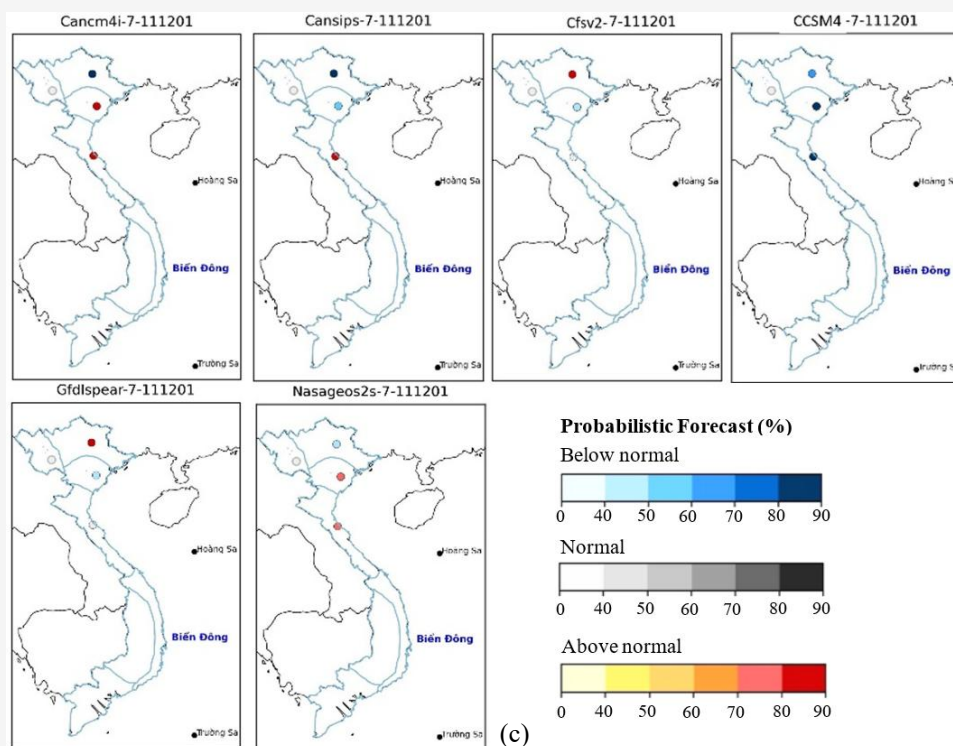 Cancm4i-7-111201
Cansips-7-111201
Cfsv2-7-111201
CCSM4 -7-111201
Hoàng Sa
Hoàng Sa
Hoàng Sa
Hoàng Sa
Biển Đông
Biển Đông
Biển Đông
Biển Đông
Trường Sa
Trường Sa
Trường Sa
Trường Sa
Gfdlspear-7-111201
Nasageos2s-7-111201
Hoàng Sa
Hoàng Sa
Biển Đông
Biển Đông
Trường Sa
Trường Sa
Probabilistic Forecast (%)
Below normal
0 40 50 60 70 80 90
Normal
0 40 50 60 70 80 90
Above normal
0 40 50 60 70 80 90
(c)